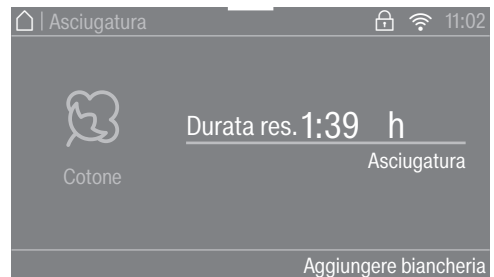 | Asciugatura 11:02
Durata res. 1:39 h
Asciugatura
Cotone
Aggiungere biancheria